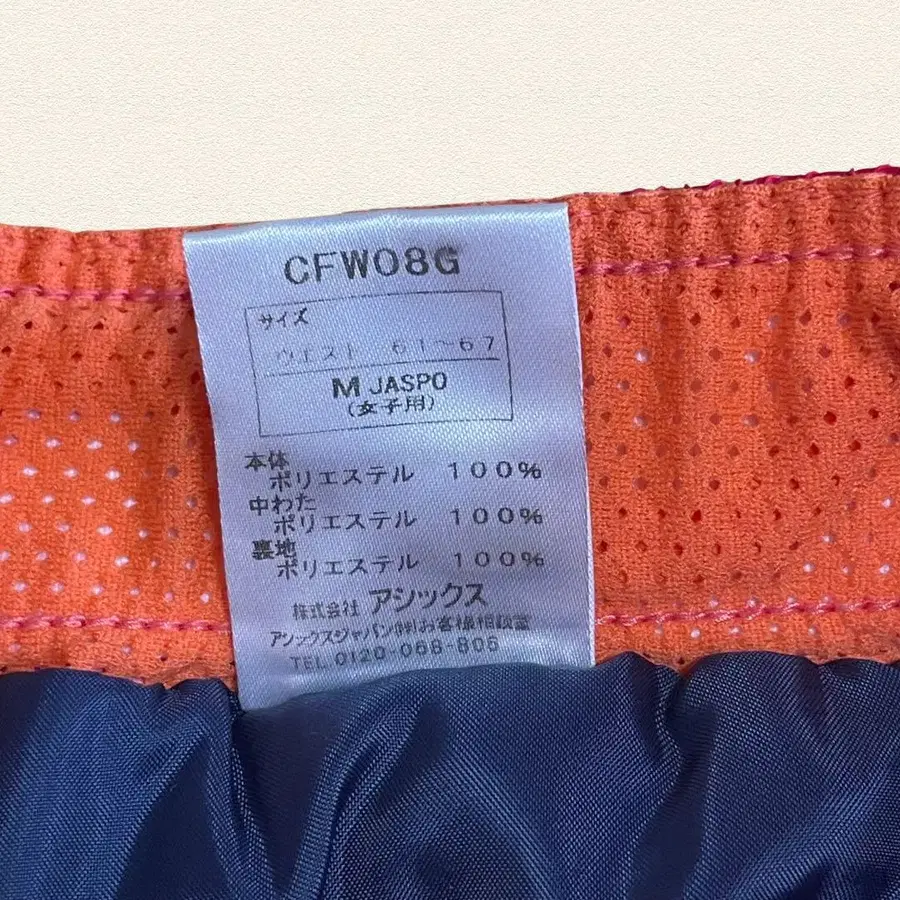 CFW08G
サイズ
ウエスト 61~67
M JASPO
(女子用)
本体
ポリエステル 100%
中わた
ポリエステル 100%
裏地
ポリエステル 100%
株式会社 アシックス
アシックスジャパン(株)お客様相談室
TEL 0120-068-806